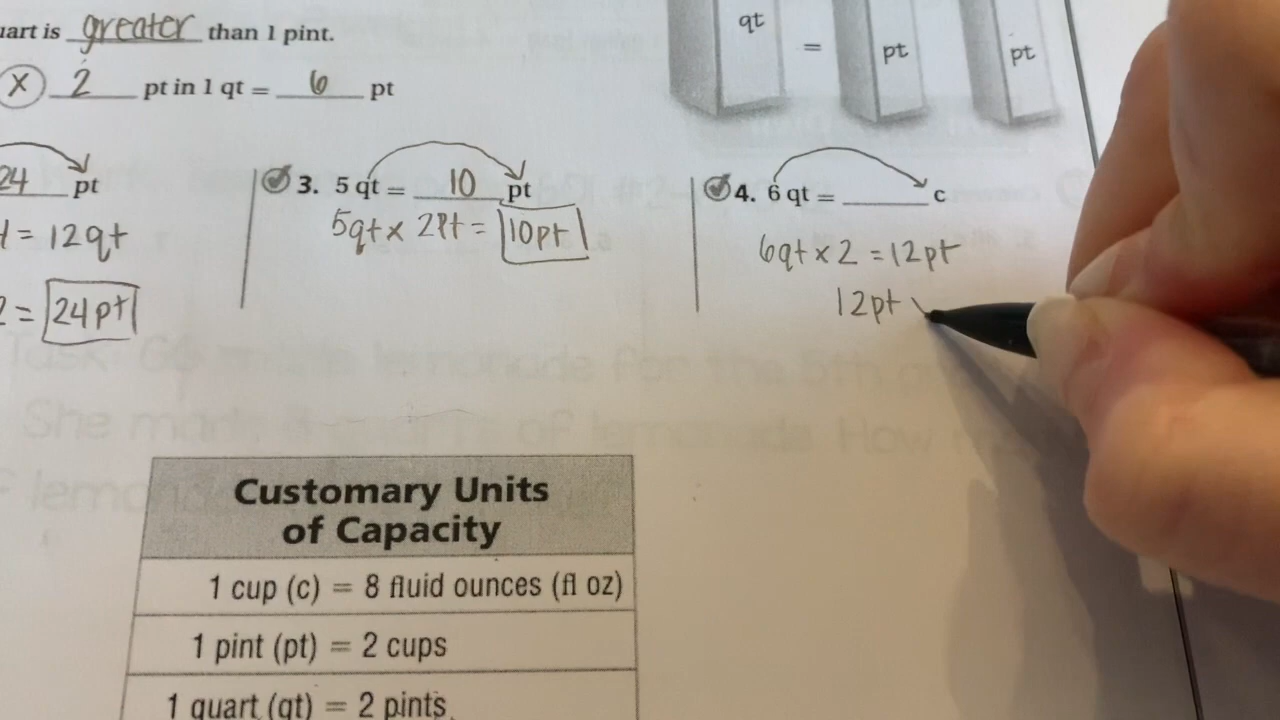 uart is greater than 1 pint.
X 2 pt in 1 qt = 6 pt
qt = pt pt
24 pt
= 12qt
2 = 24pt
3. 5 qt = 10 pt
5qt x 2pt = 10pt
4. 6 qt = ______ c
6qt x 2 = 12pt
12pt
Customary Units
of Capacity
1 cup (c) = 8 fluid ounces (fl oz)
1 pint (pt) = 2 cups
1 quart (qt) = 2 pints